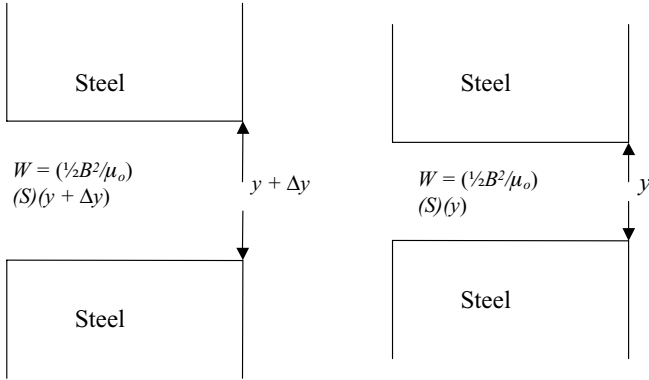 Steel
W = (½B²/μₒ)
(S)(y + Δy)
y + Δy
Steel
Steel
W = (½B²/μₒ)
(S)(y)
y
Steel